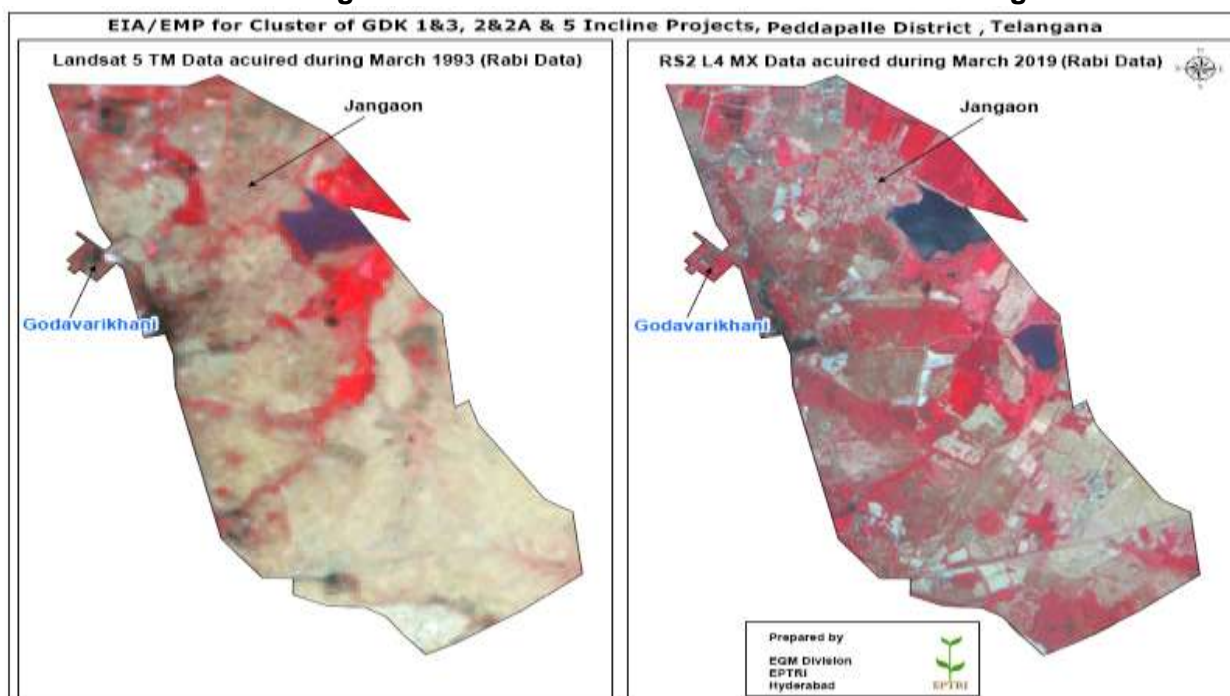 EIA/EMP for Cluster of GDK 1&3, 2&2A & 5 Incline Projects, Peddapalle District , Telangana
Landsat 5 TM Data acuired during March 1993 (Rabi Data)
RS2 L4 MX Data acuired during March 2019 (Rabi Data)
Jangaon
Jangaon
Godavarikhani
Godavarikhani
Prepared by
EQM Division
EPTRI
Hyderabad
EPTRI